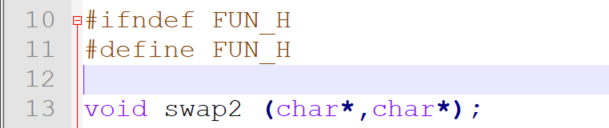 10 #ifndef FUN_H
11 #define FUN_H
12
13 void swap2 (char*,char*);